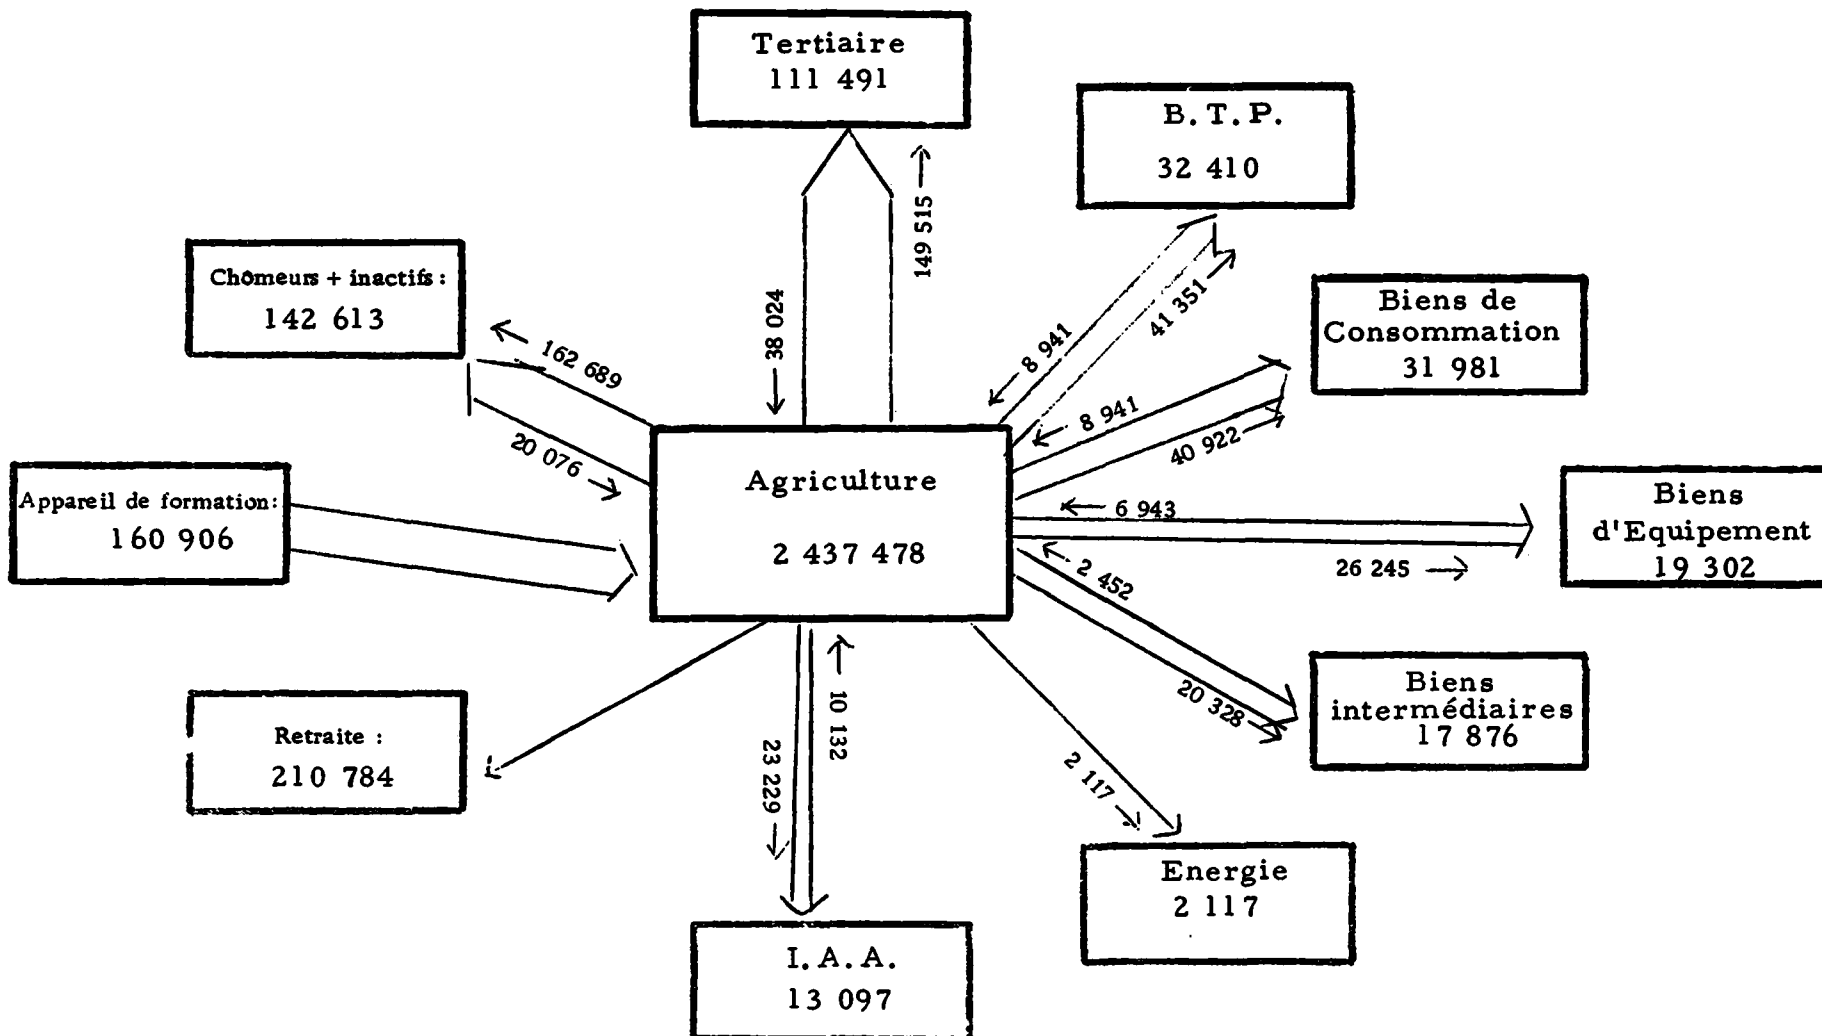 Tertiaire
111 491
B.T.P.
32 410
149 515
38 024
Chômeurs + inactifs :
142 613
162 689
20 076
8 941
41 351
Biens de
Consommation
31 981
8 941
40 922
Appareil de formation:
160 906
Agriculture
2 437 478
6 943
26 245
Biens
d'Equipement
19 302
2 452
20 328
Biens
intermédiaires
17 876
Retraite :
210 784
10 132
23 229
2 117
Energie
2 117
I.A.A.
13 097